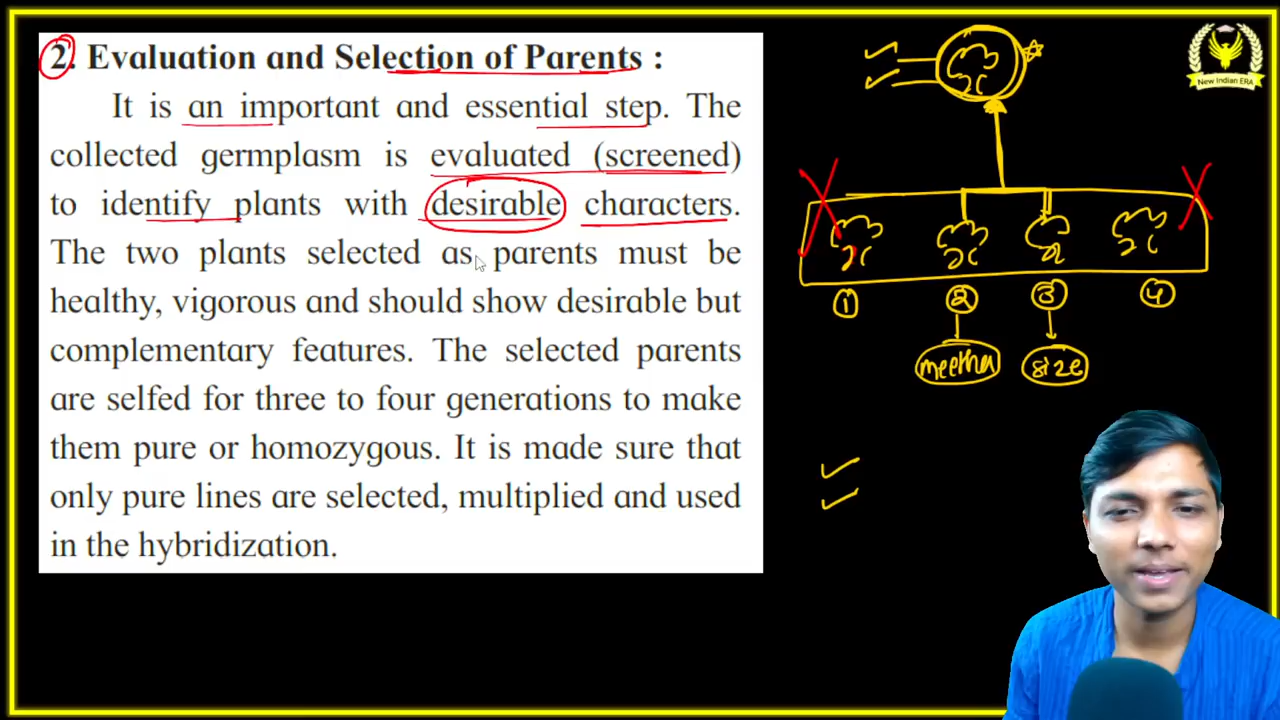 2. Evaluation and Selection of Parents :
It is an important and essential step. The
collected germplasm is evaluated (screened)
to identify plants with desirable characters.
The two plants selected as parents must be
healthy, vigorous and should show desirable but
complementary features. The selected parents
are selfed for three to four generations to make
them pure or homozygous. It is made sure that
only pure lines are selected, multiplied and used
in the hybridization.
New Indian ERA
1 2 3 4
meetha size